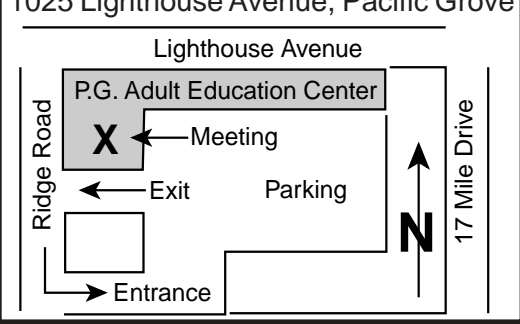 1025 Lighthouse Avenue, Pacific Grove
Lighthouse Avenue
P.G. Adult Education Center
X
Meeting
Ridge Road
Exit
Parking
N
17 Mile Drive
Entrance